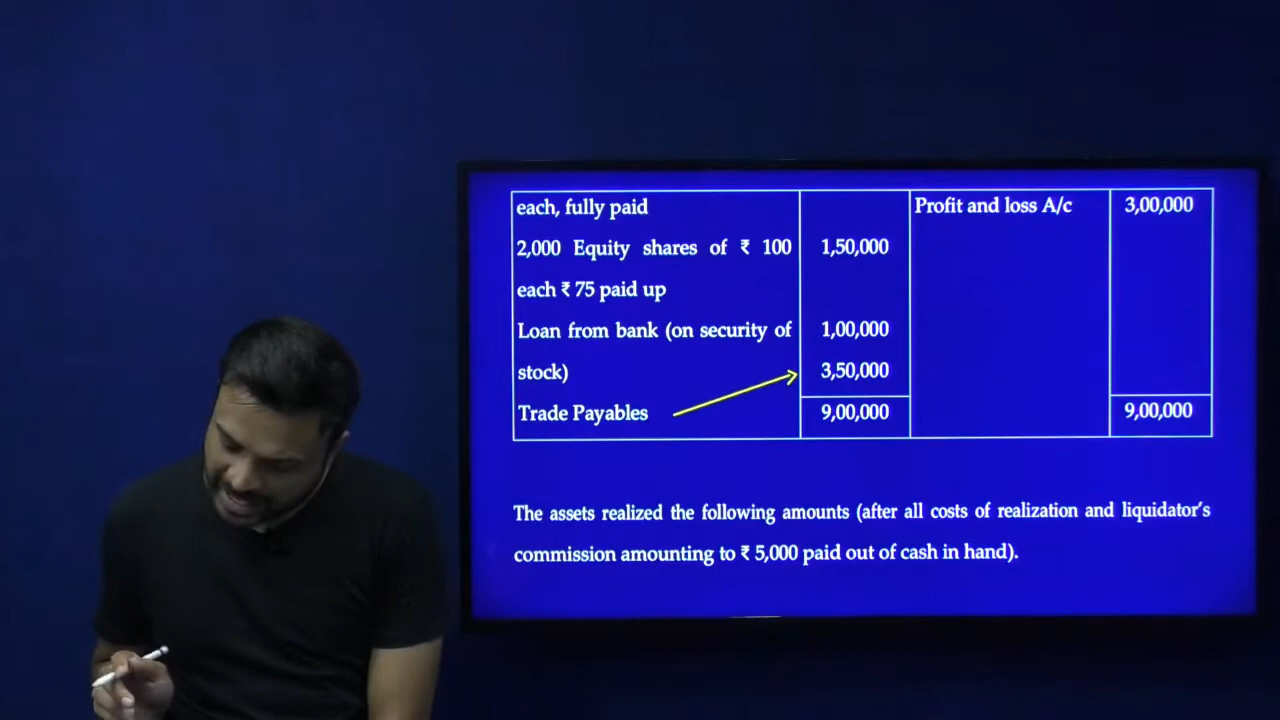 each, fully paid
Profit and loss A/c
3,00,000
2,000 Equity shares of ₹ 100
1,50,000
each ₹ 75 paid up
Loan from bank (on security of
1,00,000
stock)
3,50,000
Trade Payables
9,00,000
9,00,000
The assets realized the following amounts (after all costs of realization and liquidator's
commission amounting to ₹ 5,000 paid out of cash in hand).